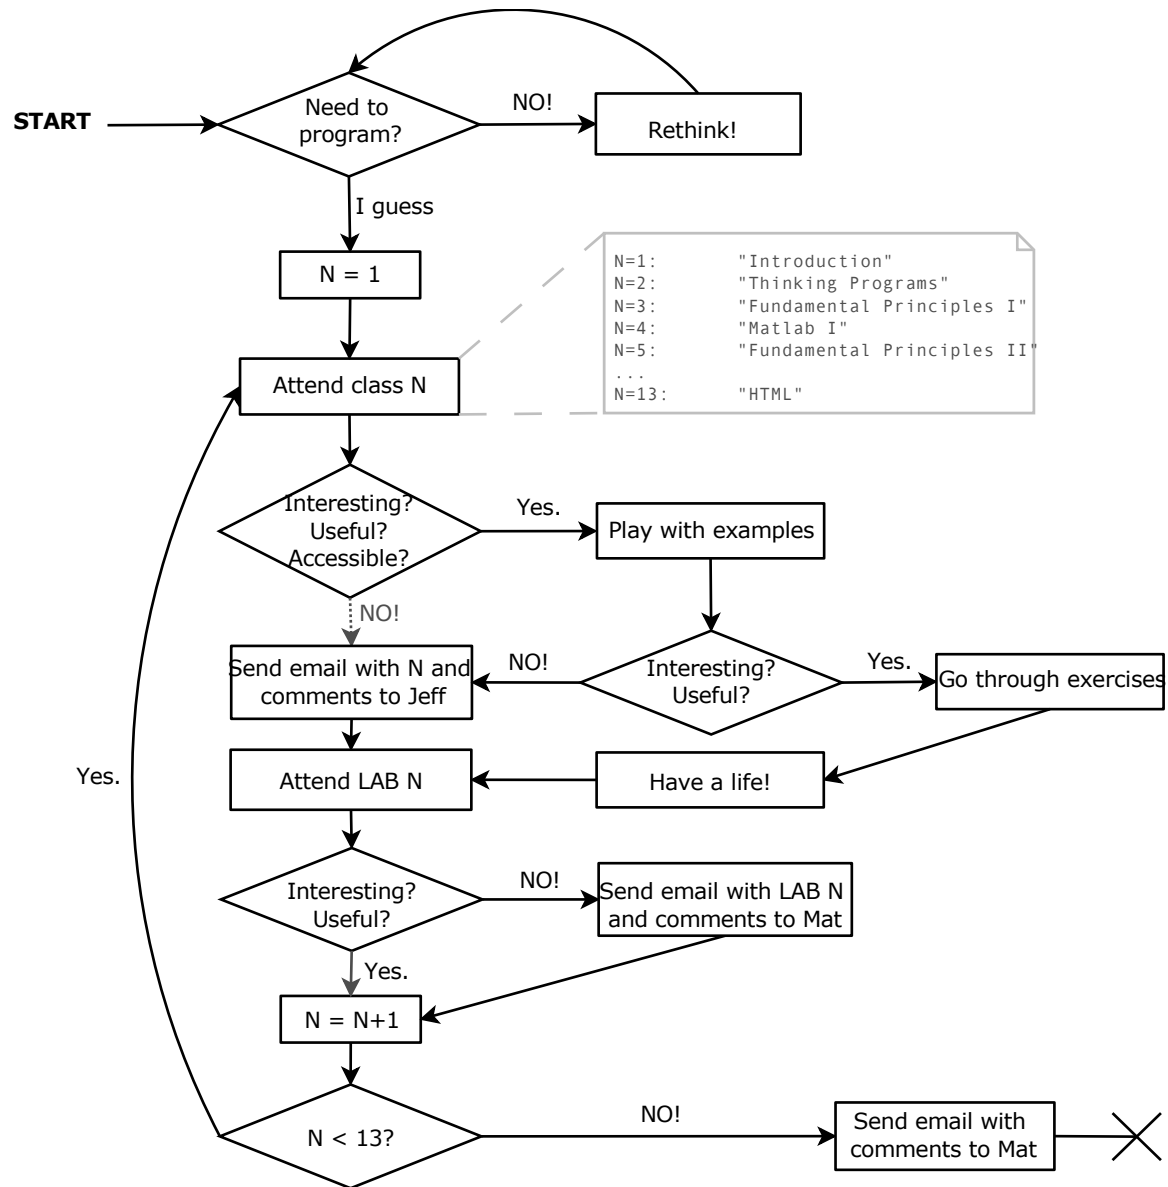 START
Need to
program?
NO!
Rethink!
I guess
N = 1
N=1: "Introduction"
N=2: "Thinking Programs"
N=3: "Fundamental Principles I"
N=4: "Matlab I"
N=5: "Fundamental Principles II"
...
N=13: "HTML"
Attend class N
Interesting?
Useful?
Accessible?
Yes.
Play with examples
NO!
Send email with N and
comments to Jeff
NO!
Interesting?
Useful?
Yes.
Go through exercises
Yes.
Attend LAB N
Have a life!
Interesting?
Useful?
NO!
Send email with LAB N
and comments to Mat
Yes.
N = N+1
N < 13?
NO!
Send email with
comments to Mat